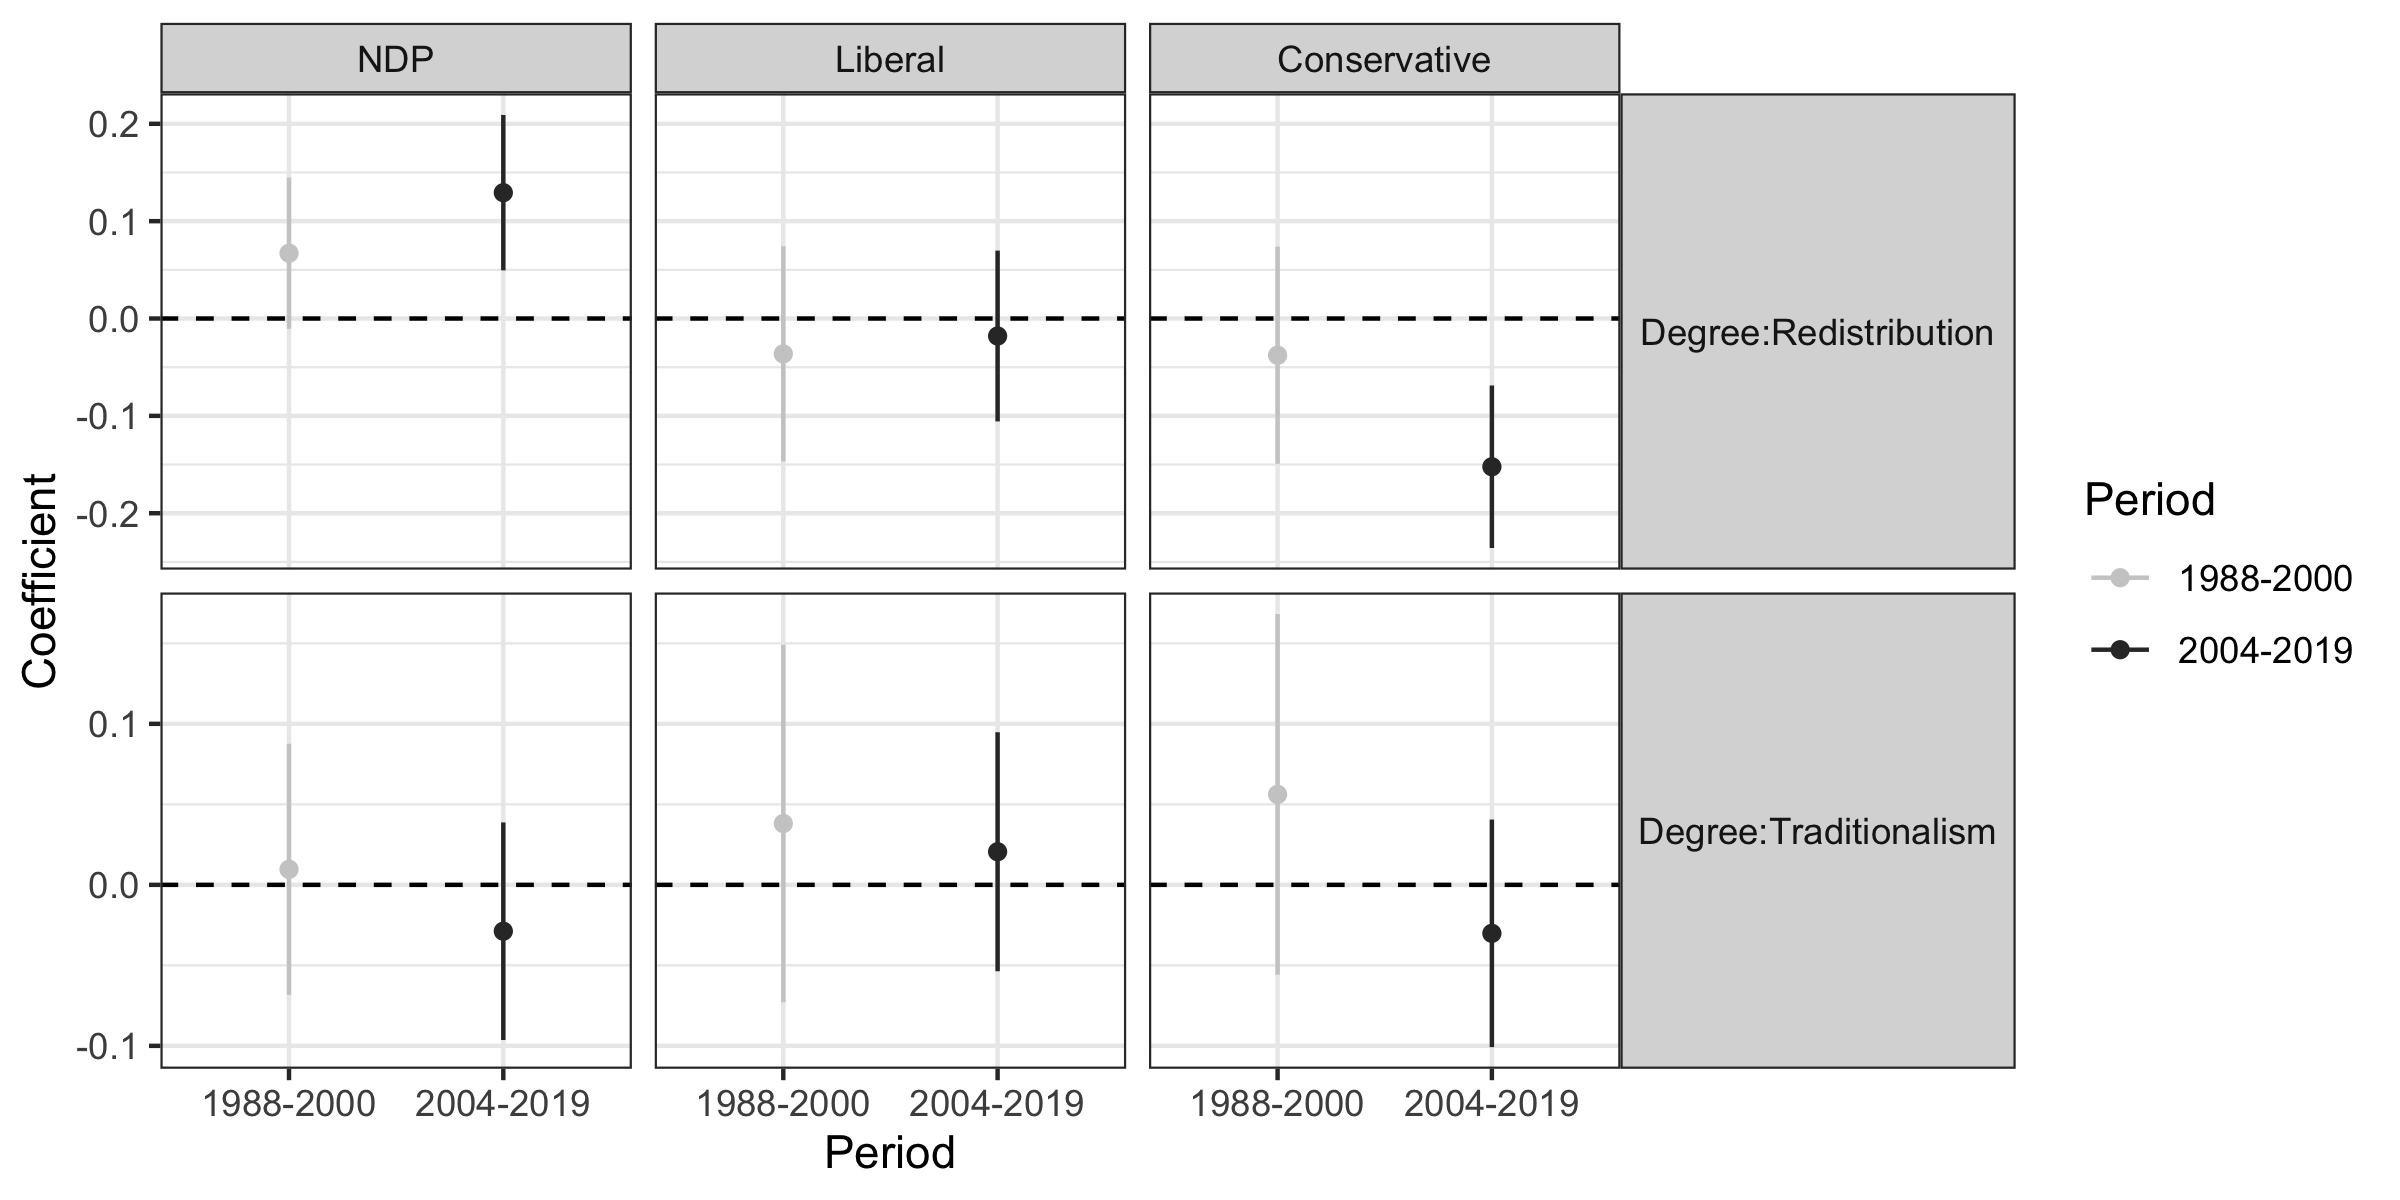 NDP
Liberal
Conservative
0.2
0.1
0.0
-0.1
-0.2
Degree:Redistribution
Coefficient
0.1
0.0
-0.1
Degree:Traditionalism
1988-2000
2004-2019
1988-2000
2004-2019
1988-2000
2004-2019
Period
Period
1988-2000
2004-2019